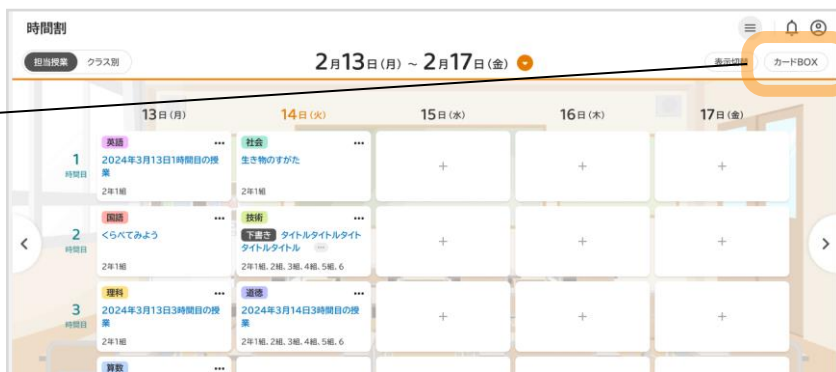 時間割
担当授業 クラス別
2月13日(月) ~ 2月17日(金)
表示切替 カードBOX
13日(月) 14日(火) 15日(水) 16日(木) 17日(金)
1
時間目
英語 •••
2024年3月13日1時間目の授
業
2年1組
社会 •••
生き物のすがた
2年1組
+ + +
2
時間目
国語 •••
くらべてみよう
2年1組
技術 •••
下書き タイトルタイトルタイト
ルタイトルタイトル •••
2年1組、2組、3組、4組、5組、6
+ + +
3
時間目
理科 •••
2024年3月13日3時間目の授
業
2年1組
道徳 •••
2024年3月14日3時間目の授
業
2年1組、2組、3組、4組、5組、6
+ + +
算数 •••